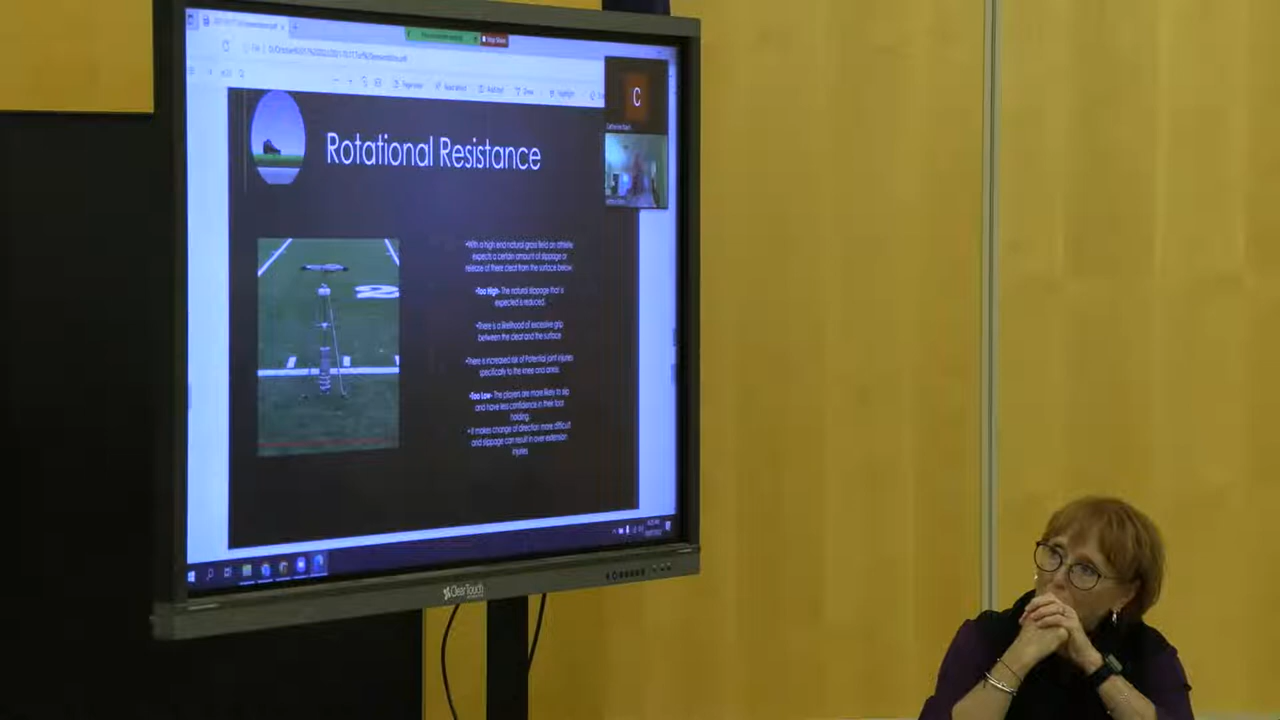 C
Rotational Resistance
•With a high end natural grass field an athlete
expects a certain amount of slippage or
release of there cleat from the surface below
•Too High- The natural slippage that is
expected is reduced.
•There is a likelihood of excessive grip
between the cleat and the surface
•There is increased risk of Potential joint injuries
specifically to the knee and ankle
•Too Low- The players are more likely to slip
and have less confidence in their foot
holding
•It makes change of direction more difficult
and slippage can result in over extension
injuries
2
ClearTouch